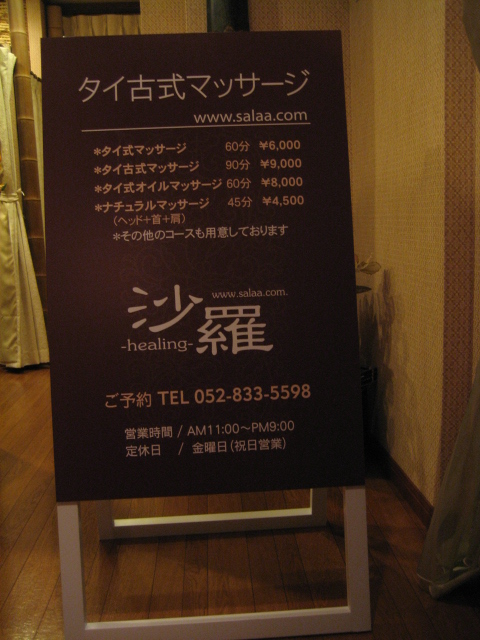 タイ古式マッサージ
www.salaa.com
*タイ式マッサージ 60分 ¥6,000
*タイ古式マッサージ 90分 ¥9,000
*タイ式オイルマッサージ 60分 ¥8,000
*ナチュラルマッサージ 45分 ¥4,500
(ヘッド+首+肩)
*その他のコースも用意しております
www.salaa.com.
沙羅
-healing-
ご予約 TEL 052-833-5598
営業時間 / AM11:00〜PM9:00
定休日 / 金曜日(祝日営業)